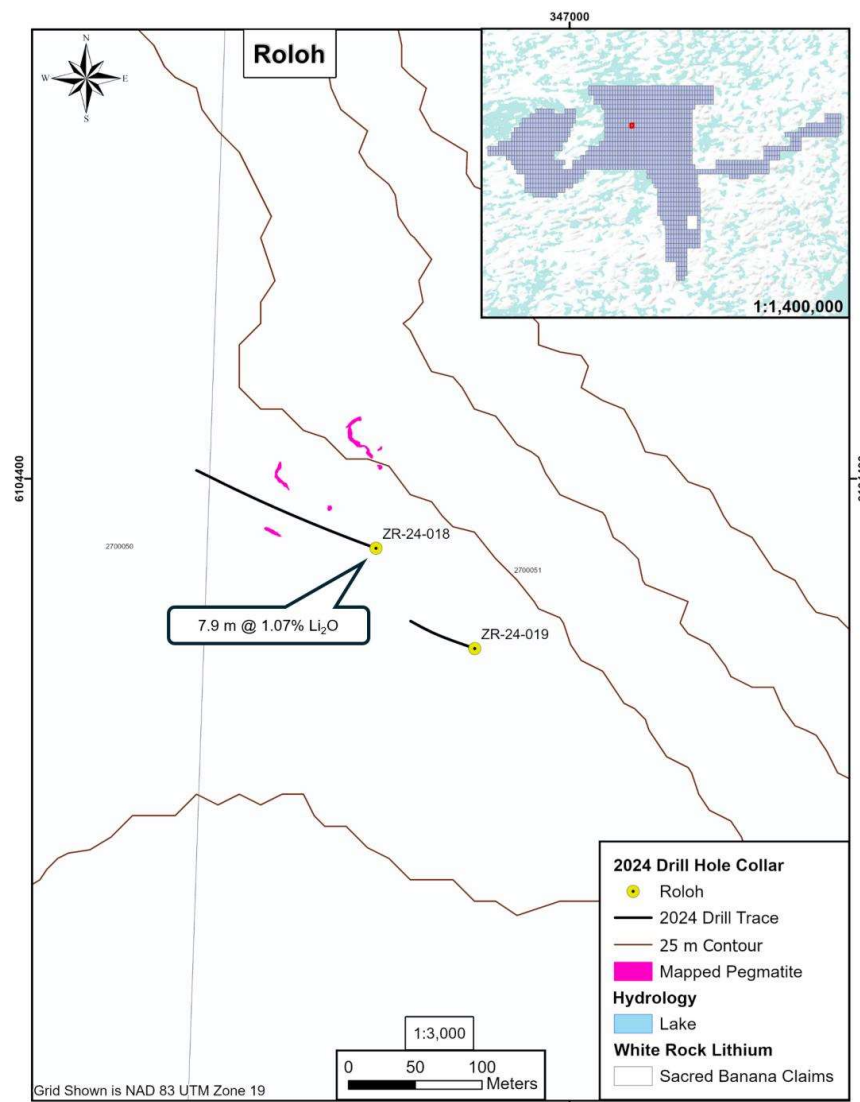 347000
N
Roloh
W
E
S
1:1,400,000
6104400
6104400
ZR-24-018
2700050
2700051
7.9 m @ 1.07% Li₂O
ZR-24-019
2024 Drill Hole Collar
Roloh
2024 Drill Trace
25 m Contour
Mapped Pegmatite
Hydrology
Lake
White Rock Lithium
Sacred Banana Claims
1:3,000
0 50 100
Meters
Grid Shown is NAD 83 UTM Zone 19